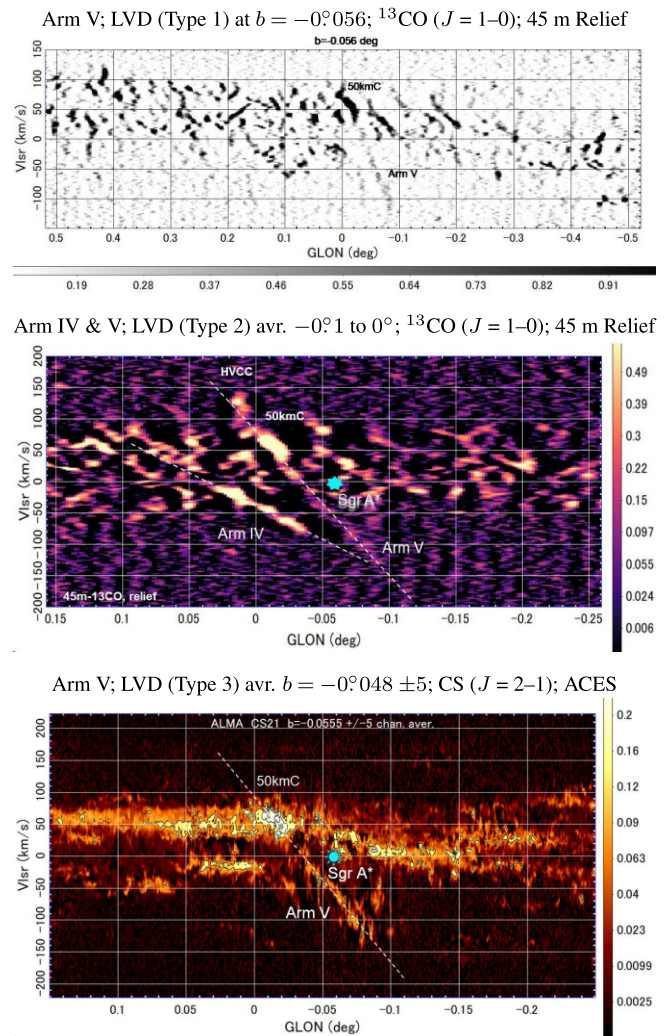 Arm V; LVD (Type 1) at b = −0°.056; ¹³CO (J = 1–0); 45 m Relief
b=-0.056 deg
150
100
50
0
-50
-100
Vlsr (km/s)
50kmC
Arm V
0.5 0.4 0.3 0.2 0.1 0 -0.1 -0.2 -0.3 -0.4 -0.5
GLON (deg)
0.19 0.28 0.37 0.46 0.55 0.64 0.73 0.82 0.91
Arm IV & V; LVD (Type 2) avr. −0°.1 to 0°; ¹³CO (J = 1–0); 45 m Relief
200
150
100
50
0
-50
-100
-150
-200
Vlsr (km/s)
HVCC
50kmC
Sgr A*
Arm IV
Arm V
45m-13CO, relief
0.15 0.1 0.05 0 -0.05 -0.1 -0.15 -0.2 -0.25
GLON (deg)
0.49
0.3
0.2
0.15
0.097
0.055
0.024
0.006
Arm V; LVD (Type 3) avr. b = −0°.048 ±5; CS (J = 2–1); ACES
ALMA CS21 b=-0.0555 +/-5 chan. aver.
200
150
100
50
0
-50
-100
-150
-200
Vlsr (km/s)
50kmC
Sgr A*
Arm V
0.1 0.05 0 -0.05 -0.1 -0.15 -0.2
GLON (deg)
0.2
0.16
0.12
0.09
0.063
0.04
0.022
0.0099
0.0025